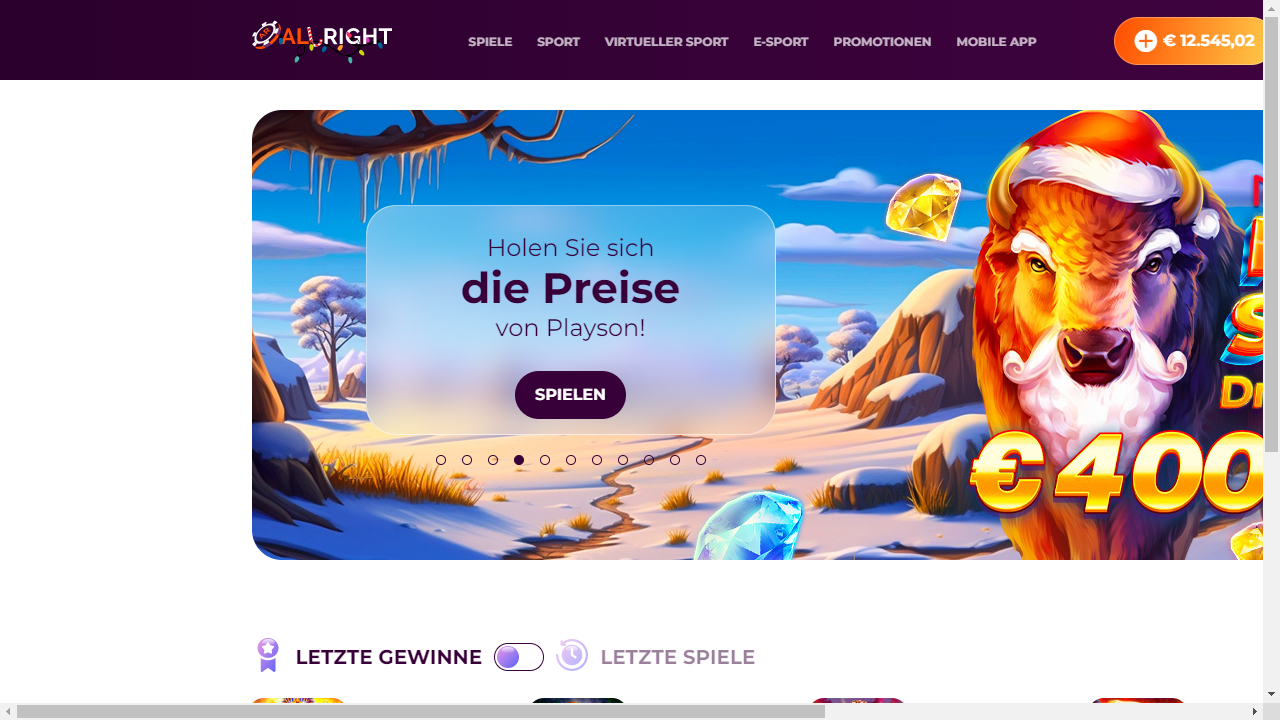 ALLRIGHT
SPIELE SPORT VIRTUELLER SPORT E-SPORT PROMOTIONEN MOBILE APP
€ 12.545,02
Holen Sie sich
die Preise
von Playson!
SPIELEN
€400
LETZTE GEWINNE LETZTE SPIELE